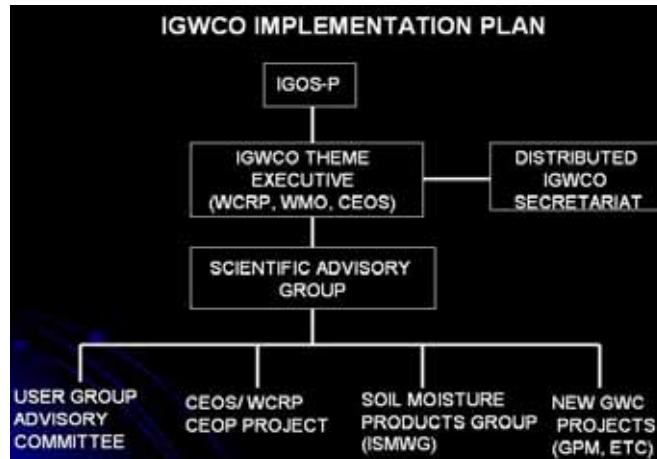 IGWCO IMPLEMENTATION PLAN
IGOS-P
IGWCO THEME
EXECUTIVE
(WCRP, WMO, CEOS)
DISTRIBUTED
IGWCO
SECRETARIAT
SCIENTIFIC ADVISORY
GROUP
USER GROUP
ADVISORY
COMMITTEE
CEOS/ WCRP
CEOP PROJECT
SOIL MOISTURE
PRODUCTS GROUP
(ISMWG)
NEW GWC
PROJECTS
(GPM, ETC)